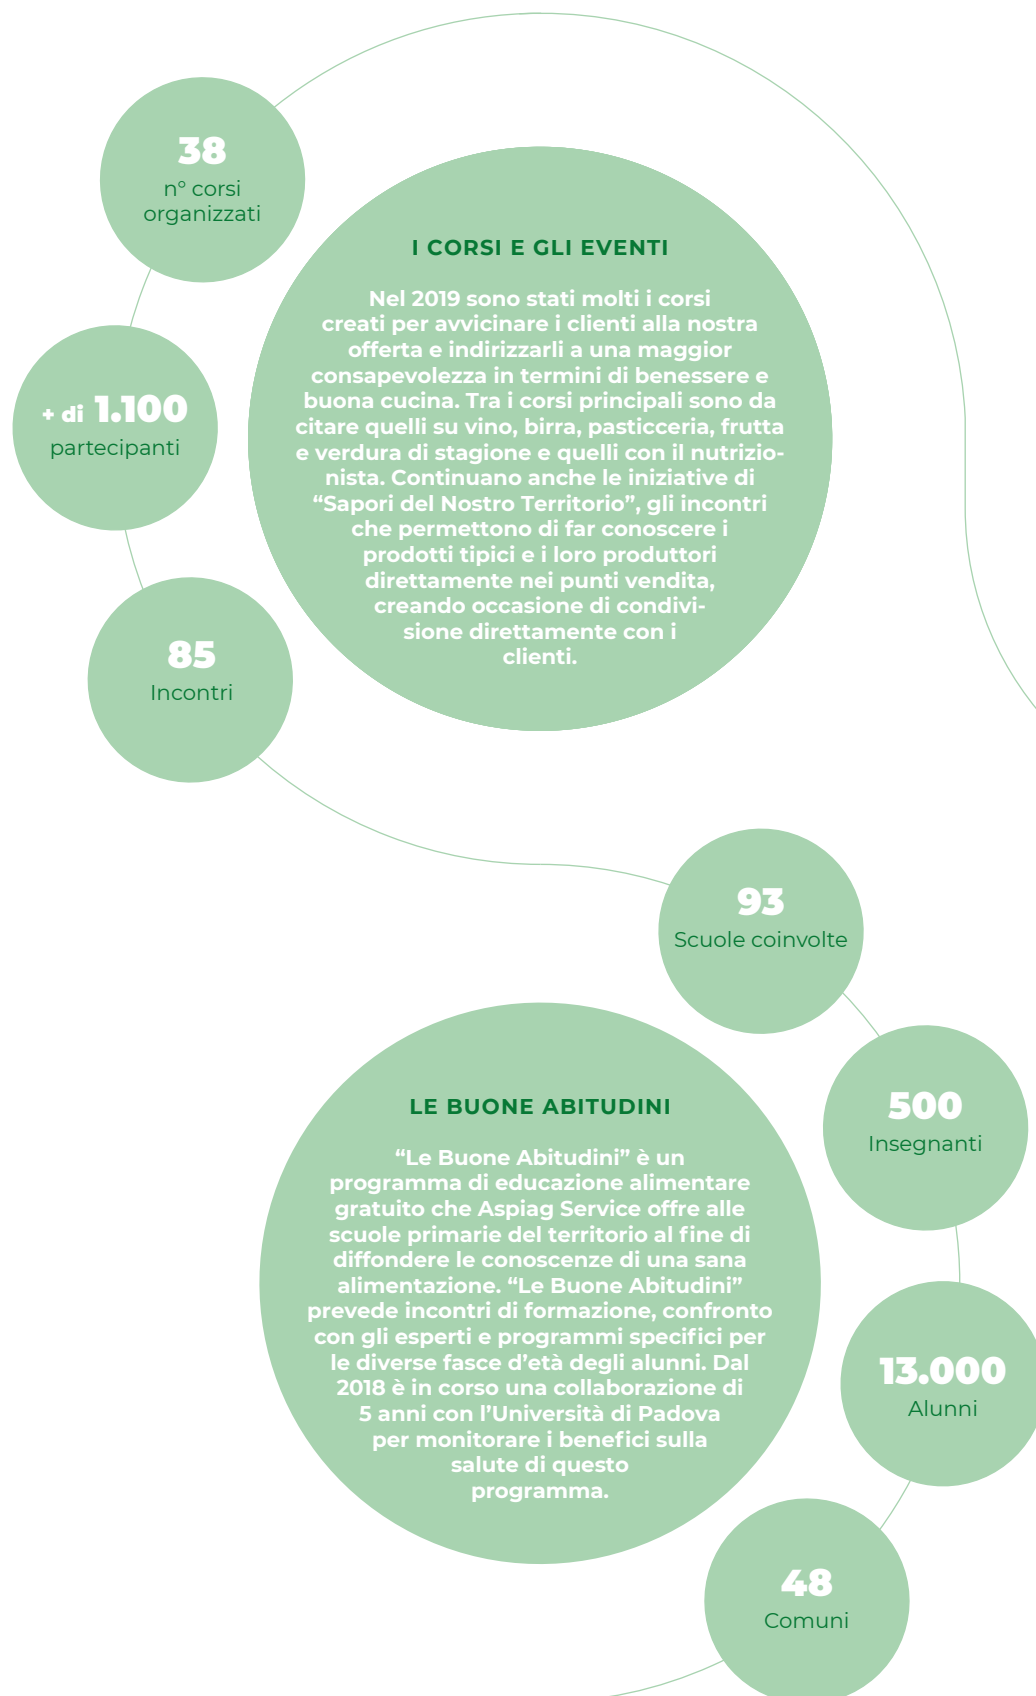 38
n° corsi
organizzati
+ di 1.100
partecipanti
85
Incontri
I CORSI E GLI EVENTI
Nel 2019 sono stati molti i corsi
creati per avvicinare i clienti alla nostra
offerta e indirizzarli a una maggior
consapevolezza in termini di benessere e
buona cucina. Tra i corsi principali sono da
citare quelli su vino, birra, pasticceria, frutta
e verdura di stagione e quelli con il nutrizio-
nista. Continuano anche le iniziative di
“Sapori del Nostro Territorio”, gli incontri
che permettono di far conoscere i
prodotti tipici e i loro produttori
direttamente nei punti vendita,
creando occasione di condivi-
sione direttamente con i
clienti.
93
Scuole coinvolte
500
Insegnanti
13.000
Alunni
48
Comuni
LE BUONE ABITUDINI
“Le Buone Abitudini” è un
programma di educazione alimentare
gratuito che Aspiag Service offre alle
scuole primarie del territorio al fine di
diffondere le conoscenze di una sana
alimentazione. “Le Buone Abitudini”
prevede incontri di formazione, confronto
con gli esperti e programmi specifici per
le diverse fasce d’età degli alunni. Dal
2018 è in corso una collaborazione di
5 anni con l’Università di Padova
per monitorare i benefici sulla
salute di questo
programma.